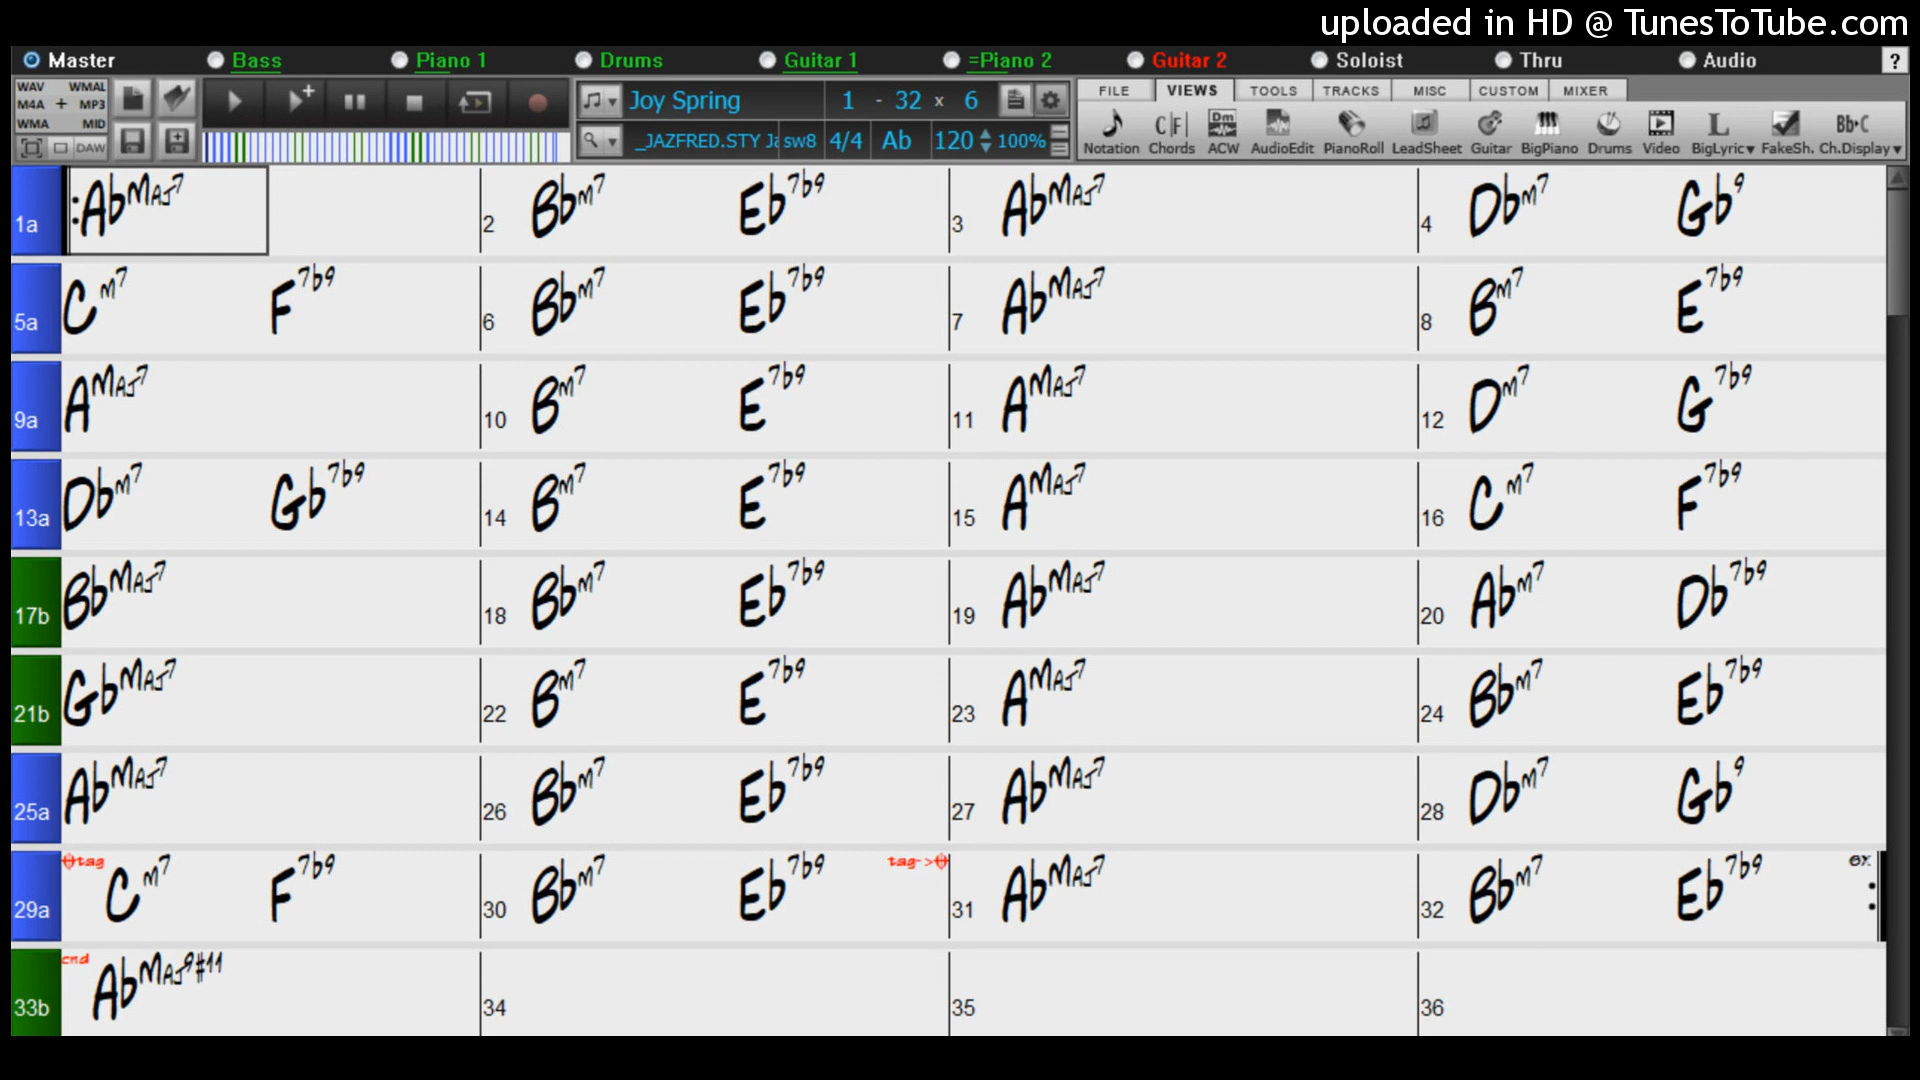 uploaded in HD @ TunesToTube.com
Master Bass Piano 1 Drums Guitar 1 =Piano 2 Guitar 2 Soloist Thru Audio ?
WAV WMAL
M4A + MP3
WMA MID
DAW
Joy Spring 1 - 32 x 6
_JAZFRED.STY Ja sw8 4/4 Ab 120 100%
FILE VIEWS TOOLS TRACKS MISC CUSTOM MIXER
C|F| Dm L Bb▸C
Notation Chords ACW AudioEdit PianoRoll LeadSheet Guitar BigPiano Drums Video BigLyric▾ FakeSh. Ch.Display▾
1a :AbMAJ7 2 Bbm7 Eb7b9 3 AbMAJ7 4 Dbm7 Gb9
5a Cm7 F7b9 6 Bbm7 Eb7b9 7 AbMAJ7 8 Bm7 E7b9
9a AMAJ7 10 Bm7 E7b9 11 AMAJ7 12 Dm7 G7b9
13a Dbm7 Gb7b9 14 Bm7 E7b9 15 AMAJ7 16 Cm7 F7b9
17b BbMAJ7 18 Bbm7 Eb7b9 19 AbMAJ7 20 Abm7 Db7b9
21b GbMAJ7 22 Bm7 E7b9 23 AMAJ7 24 Bbm7 Eb7b9
25a AbMAJ7 26 Bbm7 Eb7b9 27 AbMAJ7 28 Dbm7 Gb9
tag tag-> 6x
29a Cm7 F7b9 30 Bbm7 Eb7b9 31 AbMAJ7 32 Bbm7 Eb7b9 :
end
33b AbMAJ9#11 34 35 36